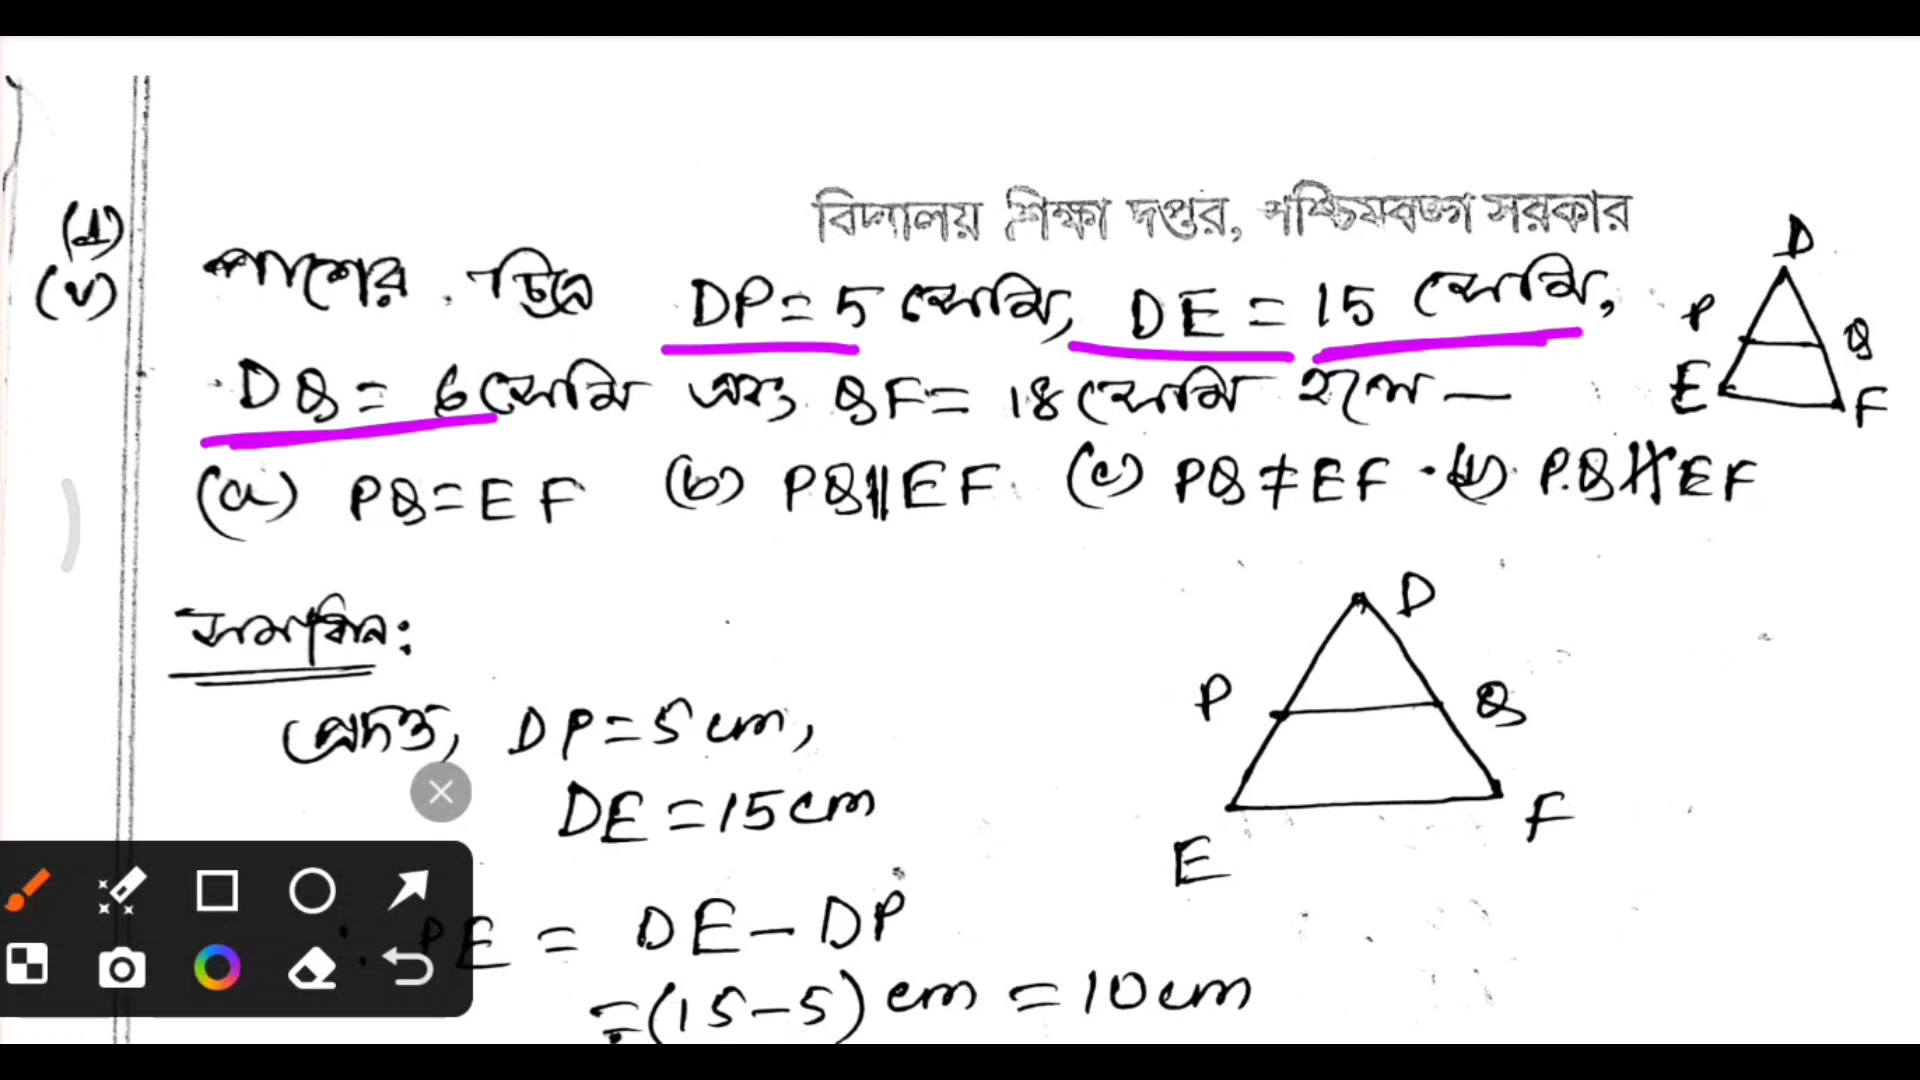 বিদ্যালয় শিক্ষা দপ্তর, পশ্চিমবঙ্গ সরকার
(1)
(v) পাশের চিত্রে DP = 5 সেমি, DE = 15 সেমি,
DQ = 6 সেমি এবং QF = 18 সেমি হলে —
(a) PQ = EF (b) PQ ∥ EF (c) PQ ≠ EF (d) PQ ∦ EF
D
P Q
E F
সমাধান:
প্রদত্ত, DP = 5 cm,
DE = 15 cm
D
P Q
E F
PE = DE - DP
= (15-5) cm = 10 cm